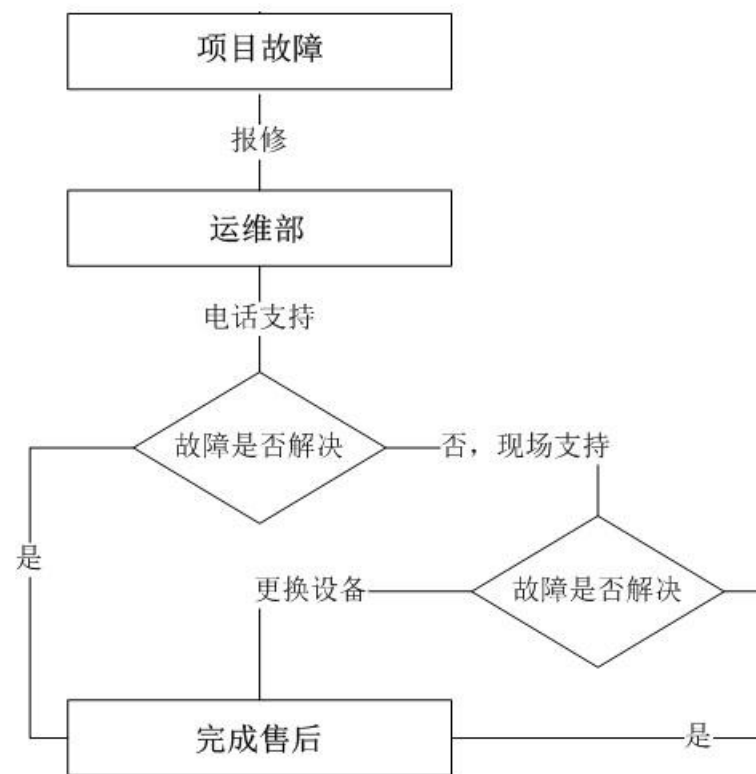 项目故障
报修
运维部
电话支持
故障是否解决
否，现场支持
是
更换设备
故障是否解决
完成售后
是